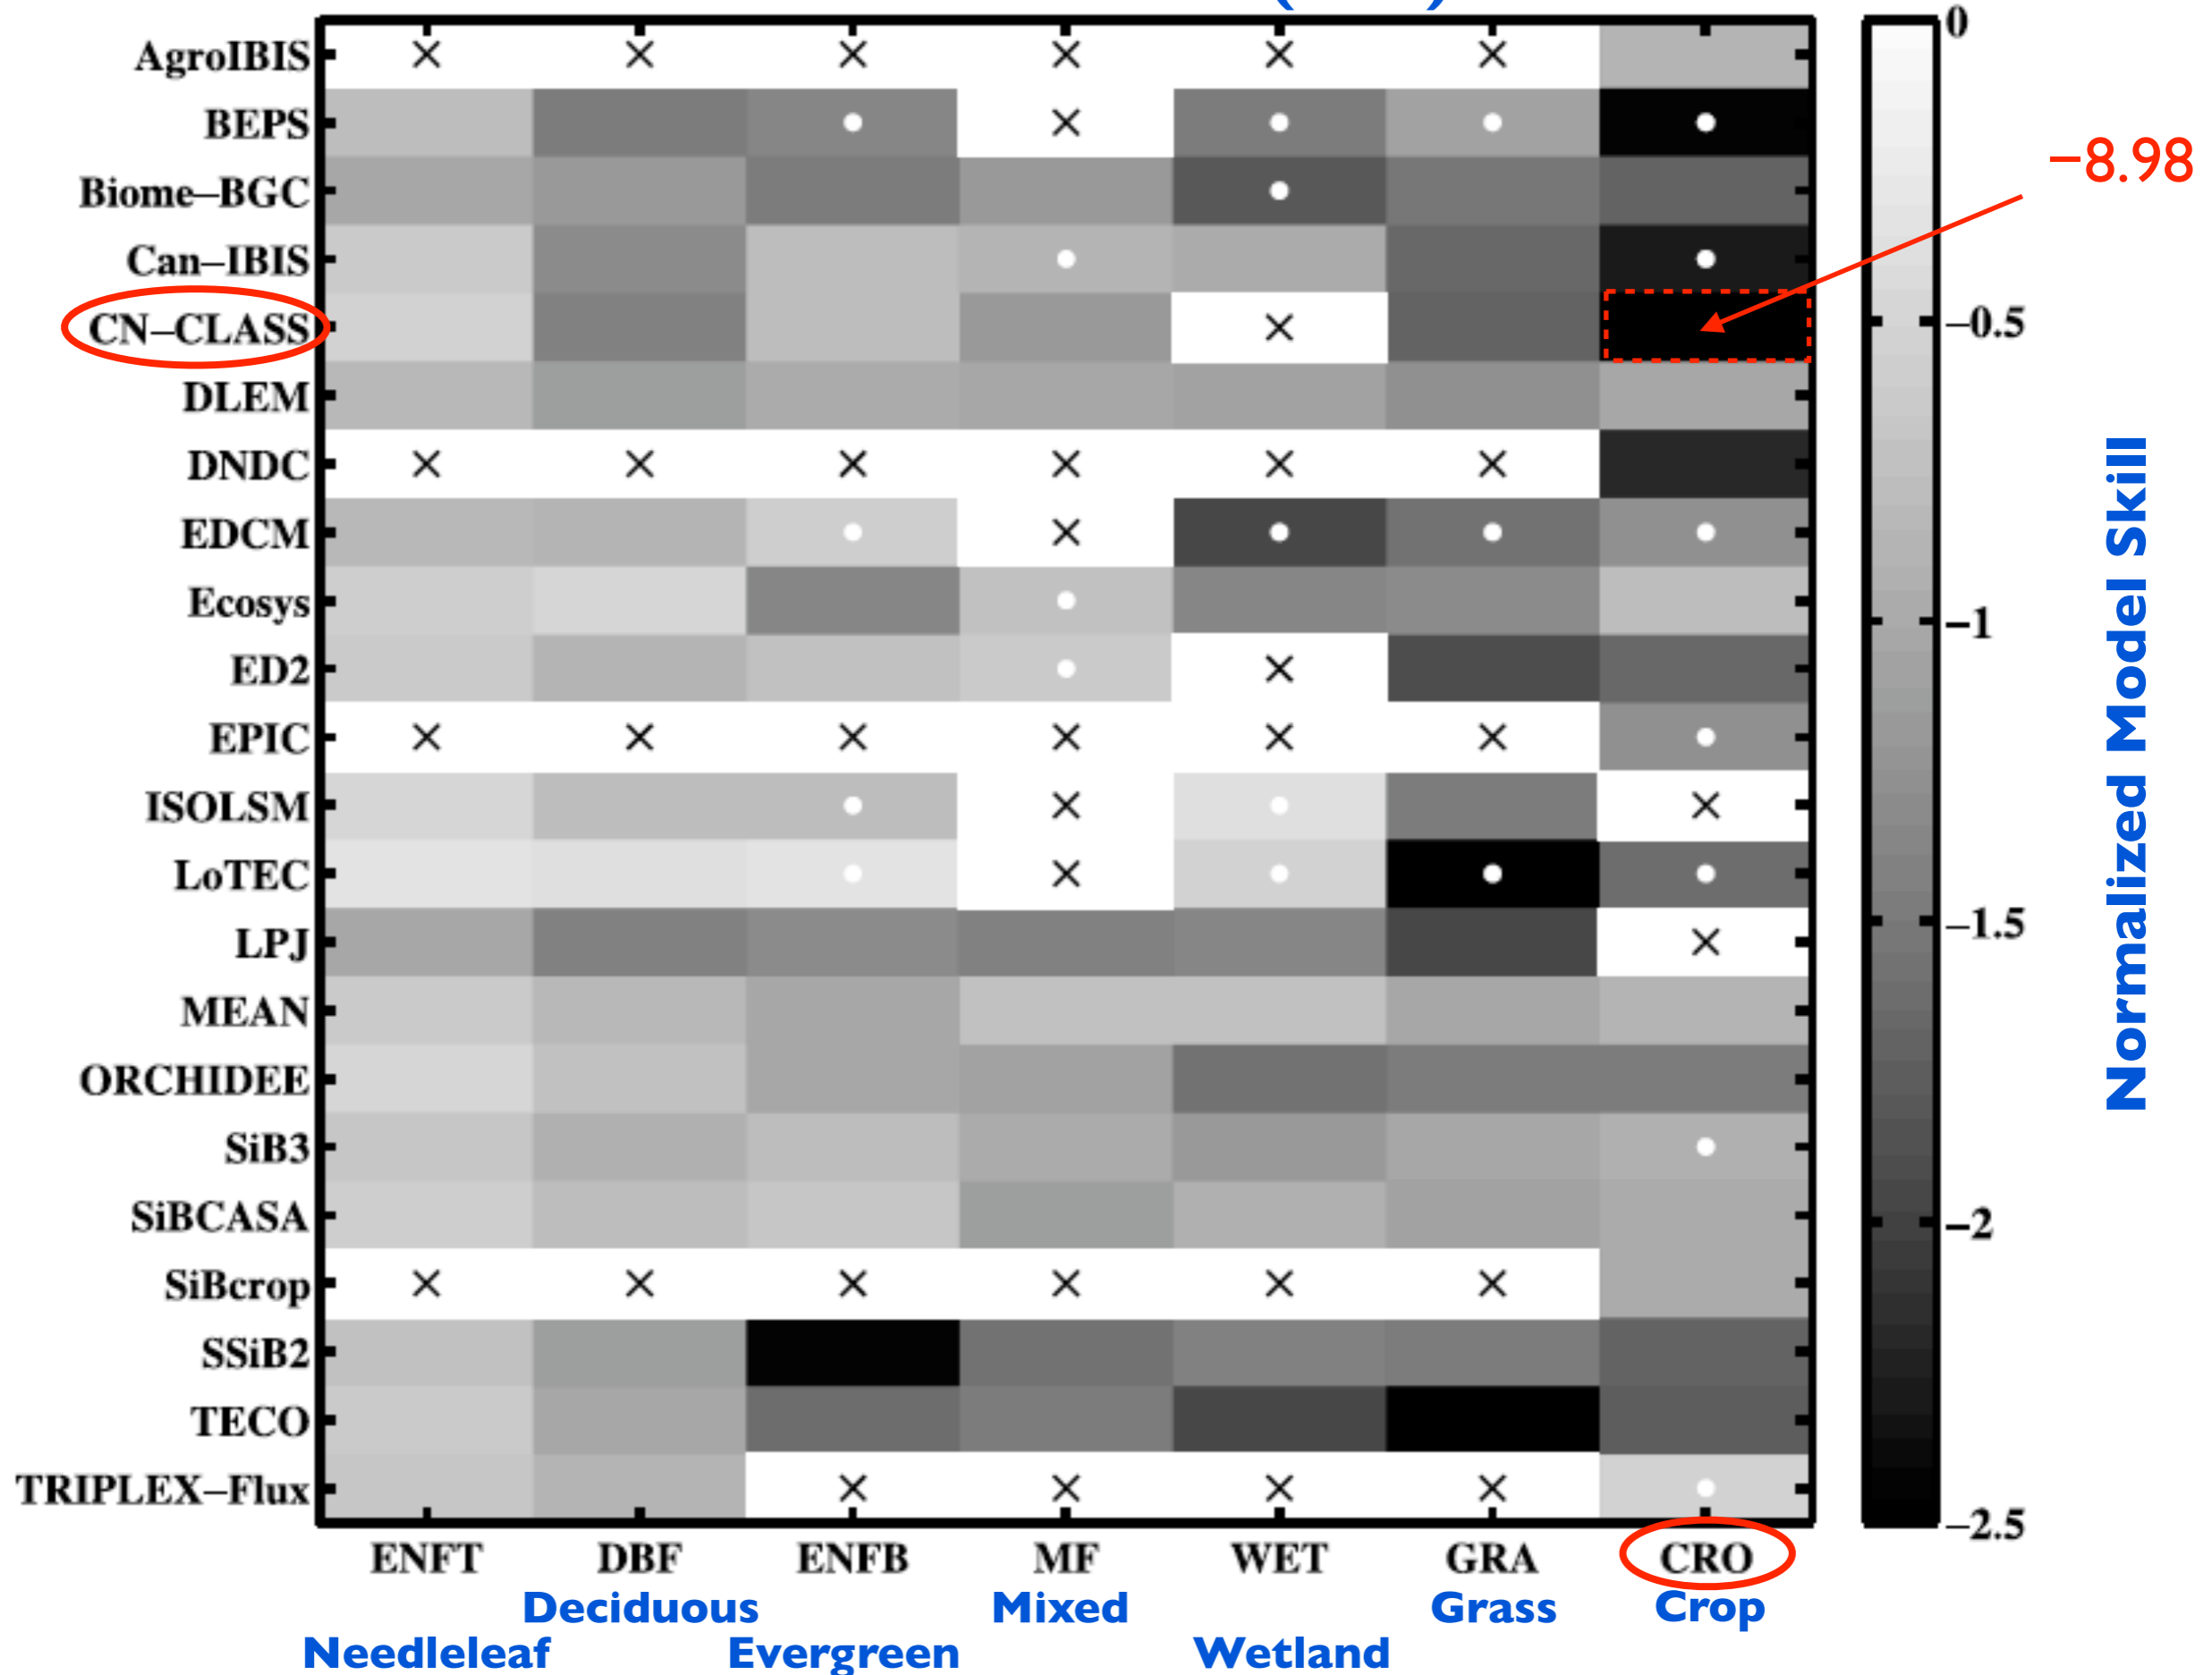 AgroIBIS
BEPS
Biome–BGC
Can–IBIS
CN–CLASS
DLEM
DNDC
EDCM
Ecosys
ED2
EPIC
ISOLSM
LoTEC
LPJ
MEAN
ORCHIDEE
SiB3
SiBCASA
SiBcrop
SSiB2
TECO
TRIPLEX–Flux
ENFT DBF ENFB MF WET GRA CRO
Deciduous Mixed Grass Crop
Needleleaf Evergreen Wetland
0
–0.5
–1
–1.5
–2
–2.5
−8.98
Normalized Model Skill